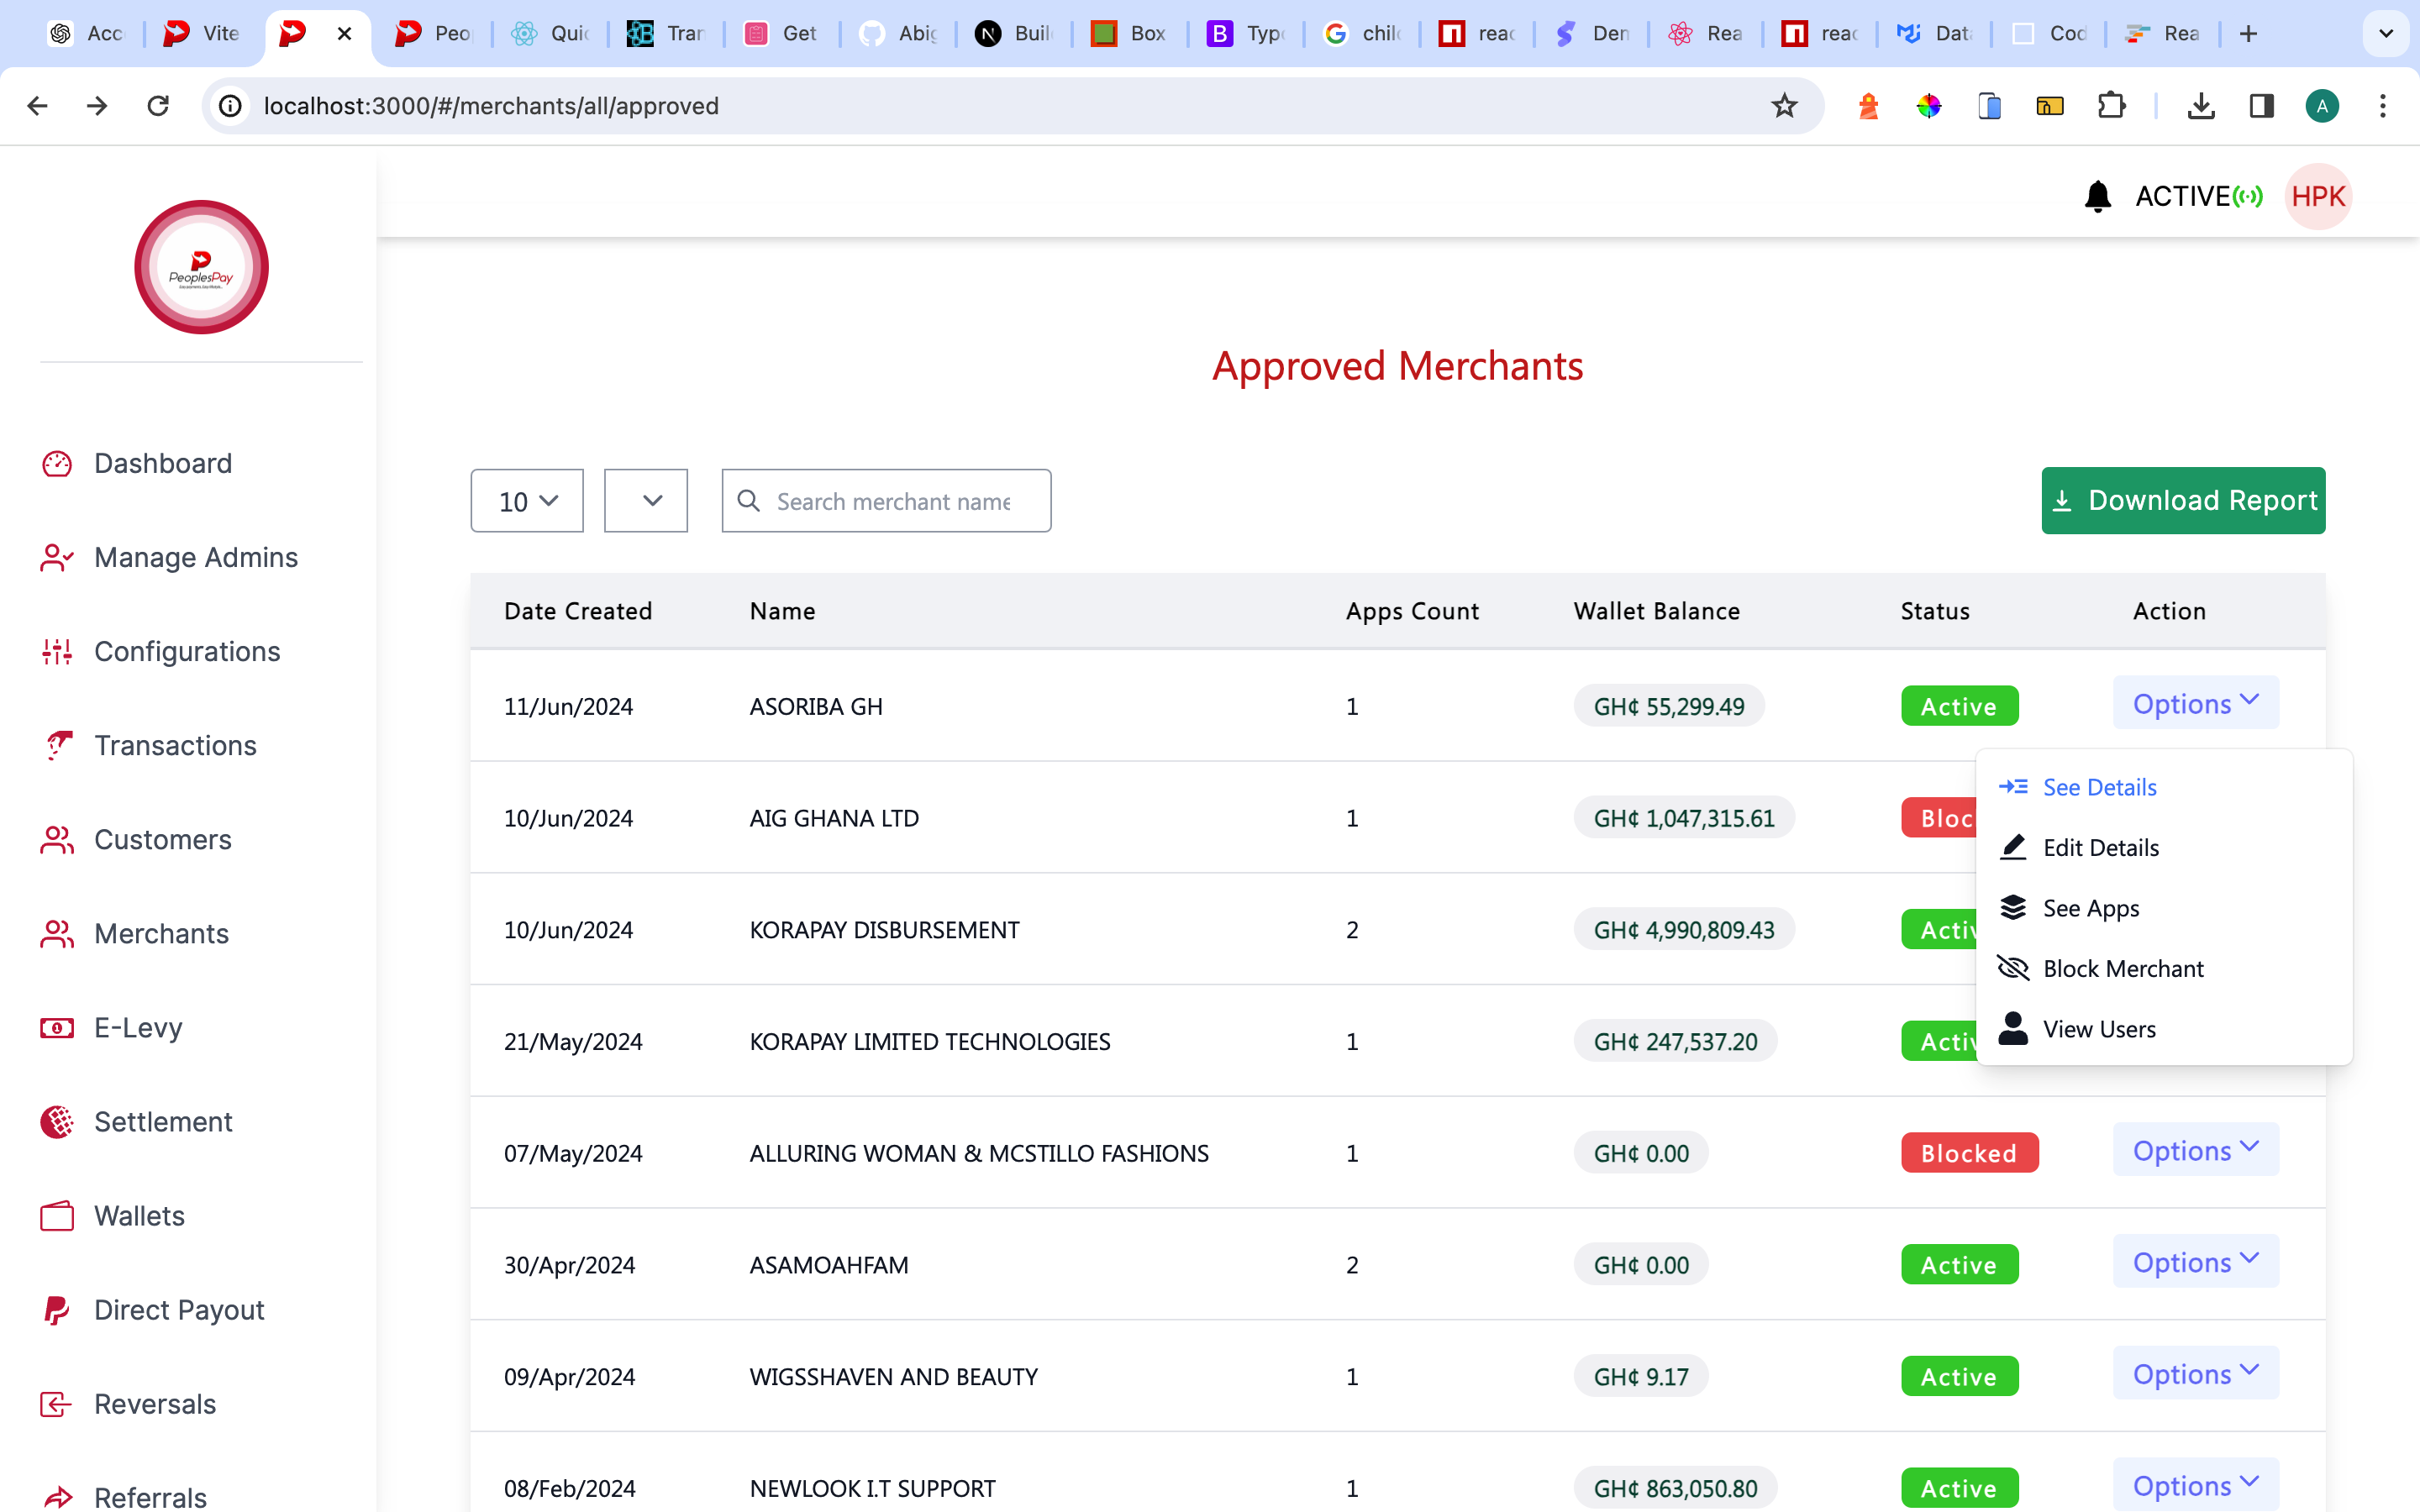 Acc
Vite
Peo
Quic
Tran
Get
Abig
Buil
Box
Typo
chil
reac
Den
Rea
reac
Data
Cod
Rea
localhost:3000/#/merchants/all/approved
A
ACTIVE
HPK
PeoplesPay
Approved Merchants
10
Search merchant name
Download Report
Dashboard
Manage Admins
Configurations
Transactions
Customers
Merchants
E-Levy
Settlement
Wallets
Direct Payout
Reversals
Referrals
Date Created Name Apps Count Wallet Balance Status Action
11/Jun/2024 ASORIBA GH 1 GH¢ 55,299.49 Active Options
10/Jun/2024 AIG GHANA LTD 1 GH¢ 1,047,315.61 Bloc
10/Jun/2024 KORAPAY DISBURSEMENT 2 GH¢ 4,990,809.43 Activ
21/May/2024 KORAPAY LIMITED TECHNOLOGIES 1 GH¢ 247,537.20 Activ
07/May/2024 ALLURING WOMAN & MCSTILLO FASHIONS 1 GH¢ 0.00 Blocked Options
30/Apr/2024 ASAMOAHFAM 2 GH¢ 0.00 Active Options
09/Apr/2024 WIGSSHAVEN AND BEAUTY 1 GH¢ 9.17 Active Options
08/Feb/2024 NEWLOOK I.T SUPPORT 1 GH¢ 863,050.80 Active Options
See Details
Edit Details
See Apps
Block Merchant
View Users